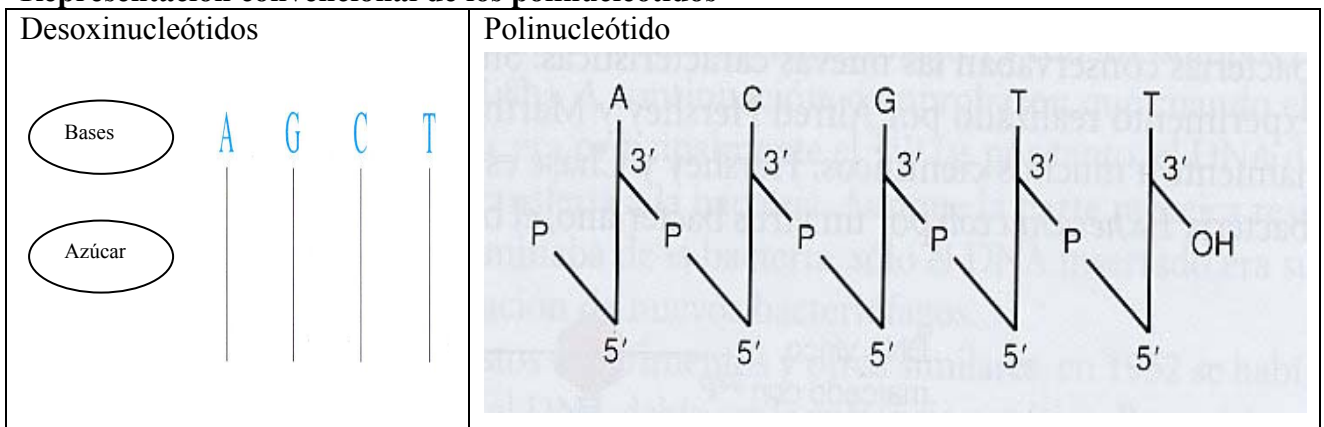 Representación convencional de los polinucleótidos
Desoxinucleótidos
Bases
A G C T
Azúcar
Polinucleótido
A C G T T
3' 3' 3' 3' 3'
P P P P P OH
5' 5' 5' 5' 5'